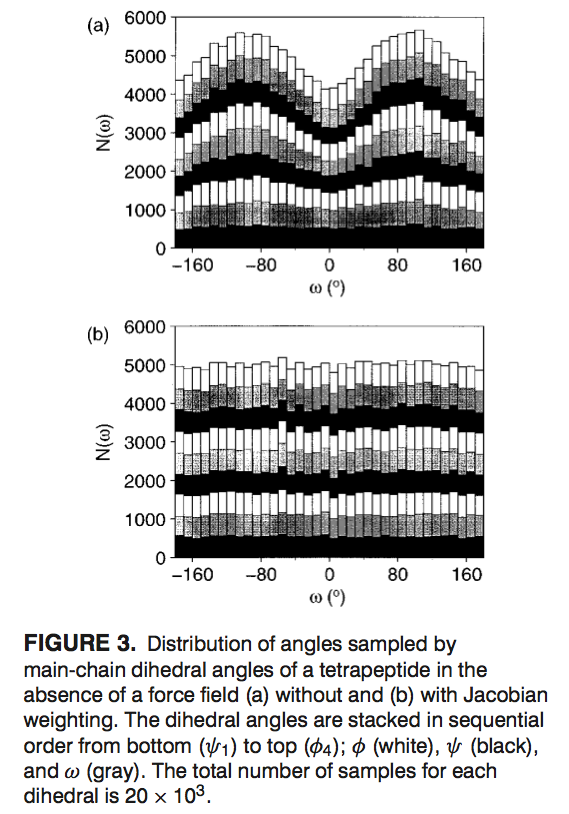 (a)
6000
5000
4000
3000
2000
1000
0
N(ω)
−160 −80 0 80 160
ω (º)
(b)
6000
5000
4000
3000
2000
1000
0
N(ω)
−160 −80 0 80 160
ω (º)
FIGURE 3. Distribution of angles sampled by
main-chain dihedral angles of a tetrapeptide in the
absence of a force field (a) without and (b) with Jacobian
weighting. The dihedral angles are stacked in sequential
order from bottom (ψ₁) to top (ϕ₄); ϕ (white), ψ (black),
and ω (gray). The total number of samples for each
dihedral is 20 × 10³.